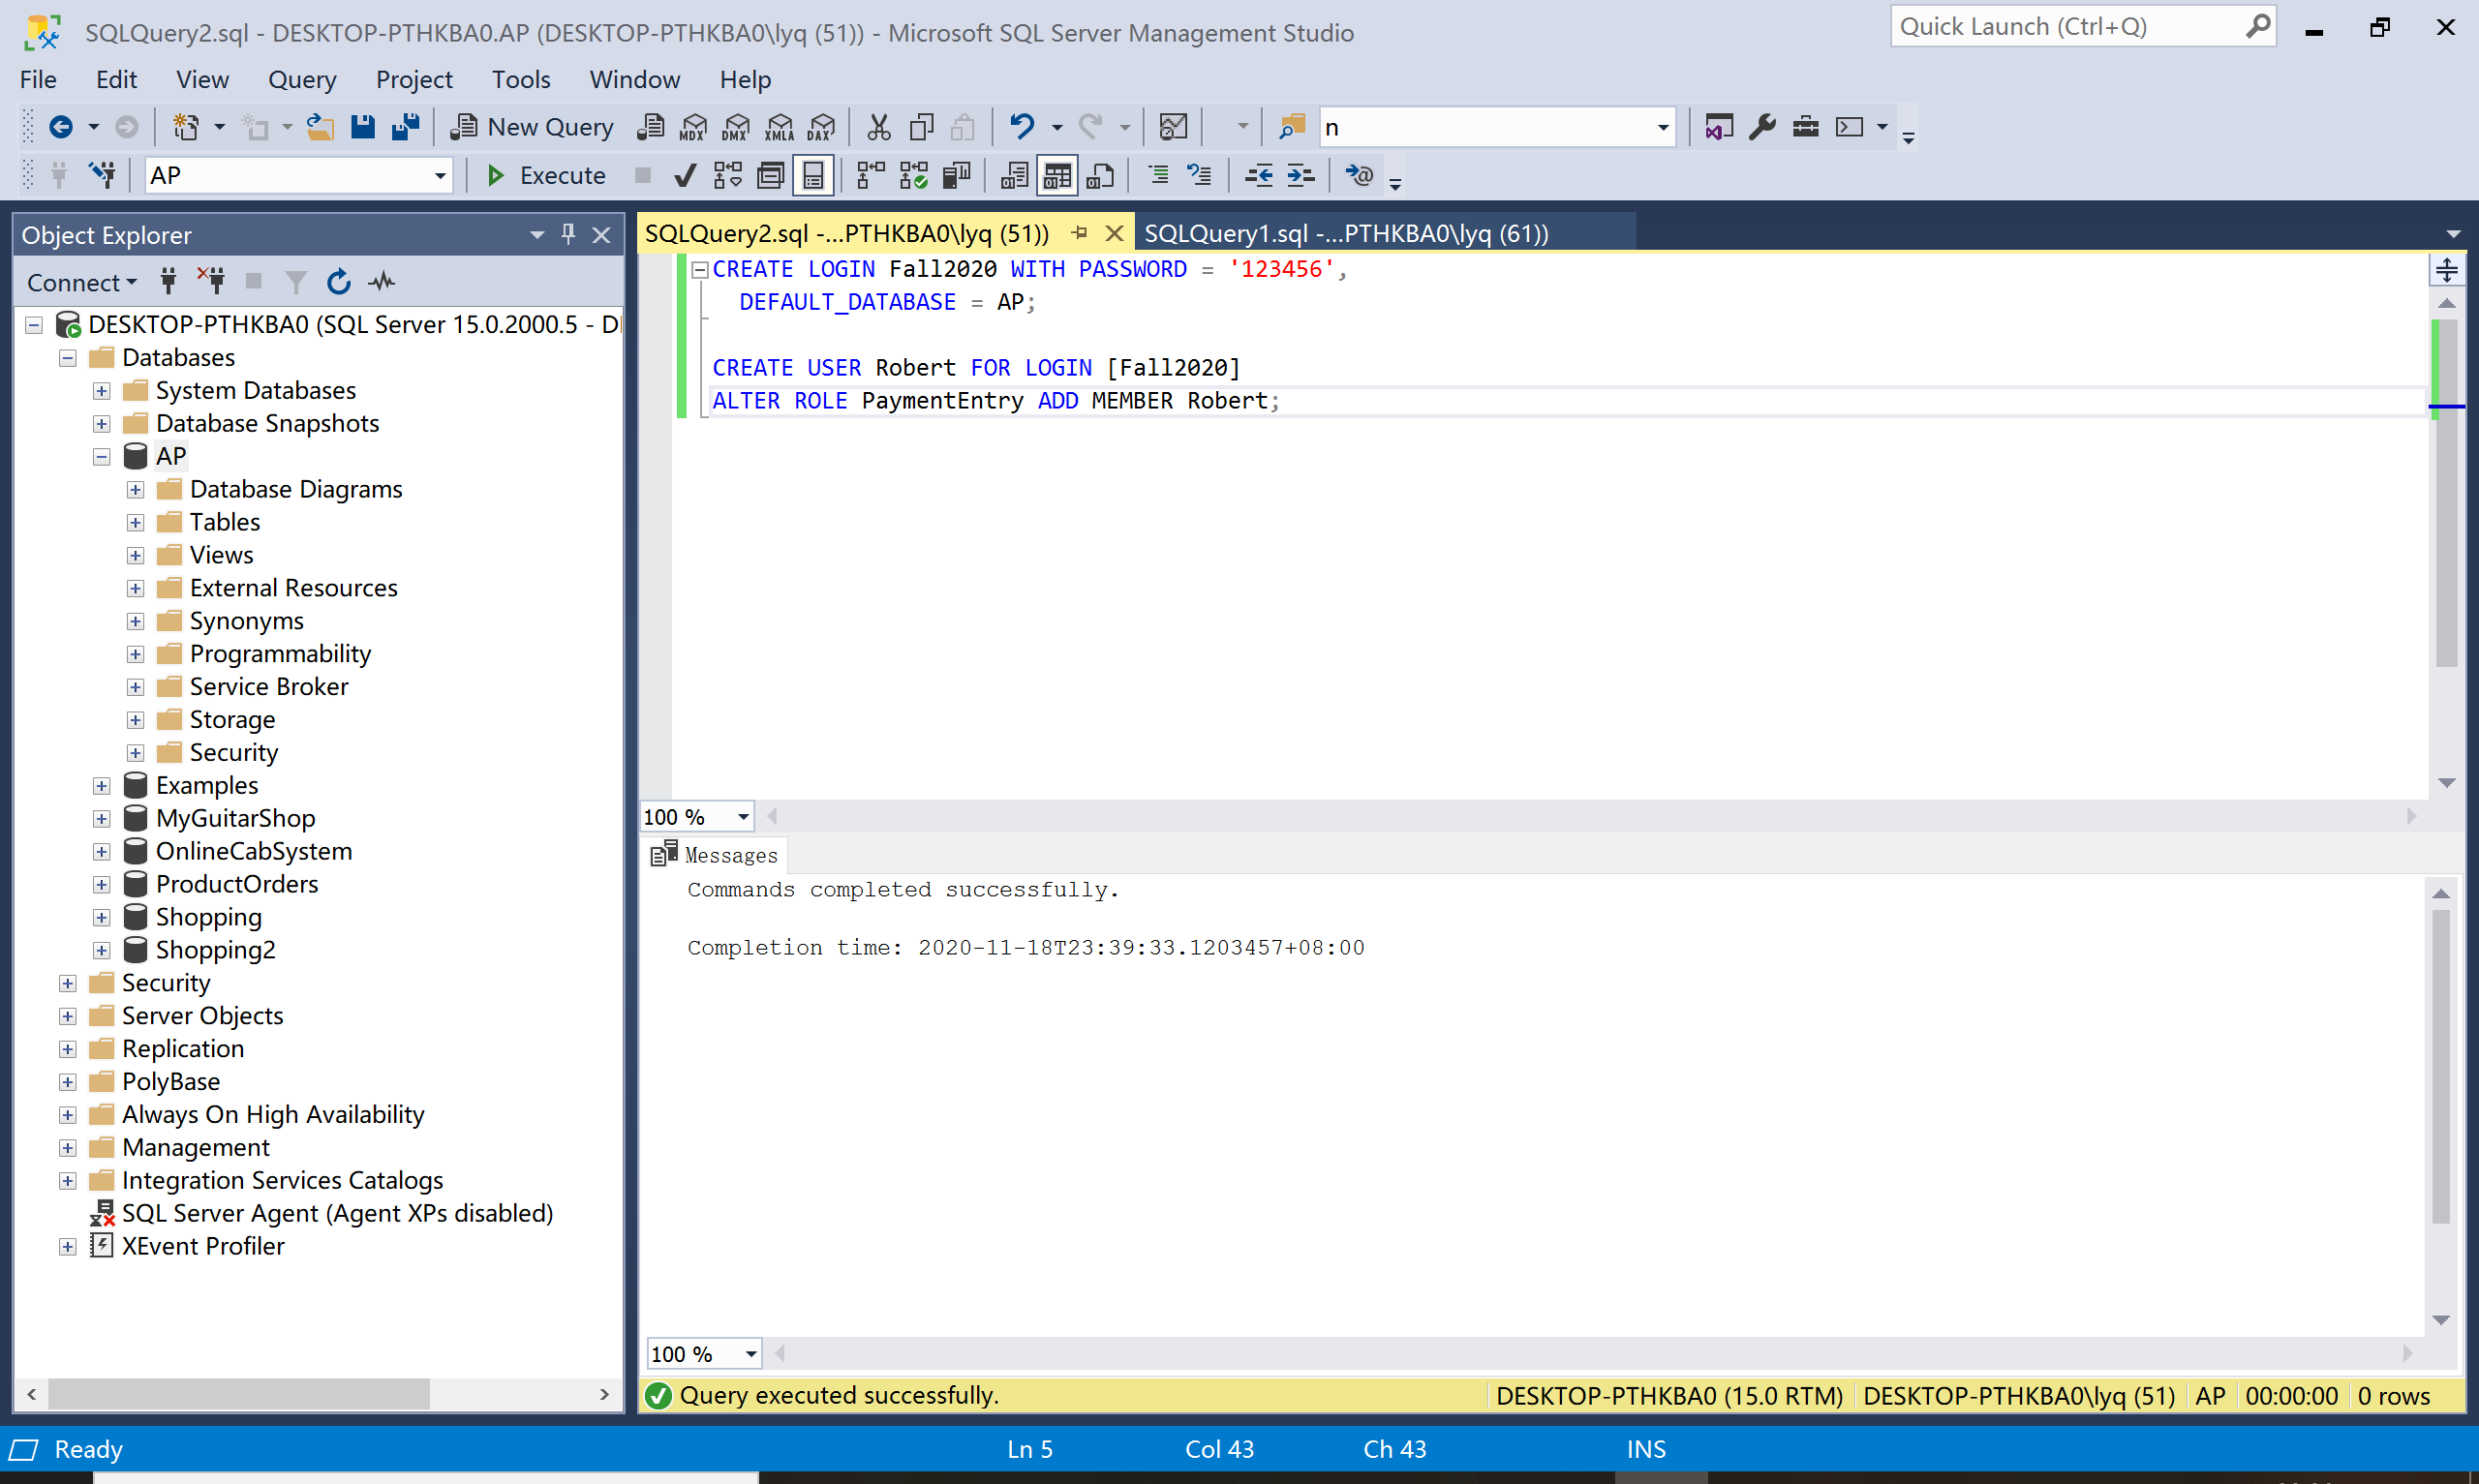 SQLQuery2.sql - DESKTOP-PTHKBA0.AP (DESKTOP-PTHKBA0\lyq (51)) - Microsoft SQL Server Management Studio
Quick Launch (Ctrl+Q)
File Edit View Query Project Tools Window Help
New Query MDX DMX XMLA DAX n
AP Execute
Object Explorer
Connect
DESKTOP-PTHKBA0 (SQL Server 15.0.2000.5 - D
Databases
System Databases
Database Snapshots
AP
Database Diagrams
Tables
Views
External Resources
Synonyms
Programmability
Service Broker
Storage
Security
Examples
MyGuitarShop
OnlineCabSystem
ProductOrders
Shopping
Shopping2
Security
Server Objects
Replication
PolyBase
Always On High Availability
Management
Integration Services Catalogs
SQL Server Agent (Agent XPs disabled)
XEvent Profiler
SQLQuery2.sql -...PTHKBA0\lyq (51)) SQLQuery1.sql -...PTHKBA0\lyq (61))
CREATE LOGIN Fall2020 WITH PASSWORD = '123456',
DEFAULT_DATABASE = AP;
CREATE USER Robert FOR LOGIN [Fall2020]
ALTER ROLE PaymentEntry ADD MEMBER Robert;
100 %
Messages
Commands completed successfully.
Completion time: 2020-11-18T23:39:33.1203457+08:00
100 %
Query executed successfully. DESKTOP-PTHKBA0 (15.0 RTM) DESKTOP-PTHKBA0\lyq (51) AP 00:00:00 0 rows
Ready Ln 5 Col 43 Ch 43 INS